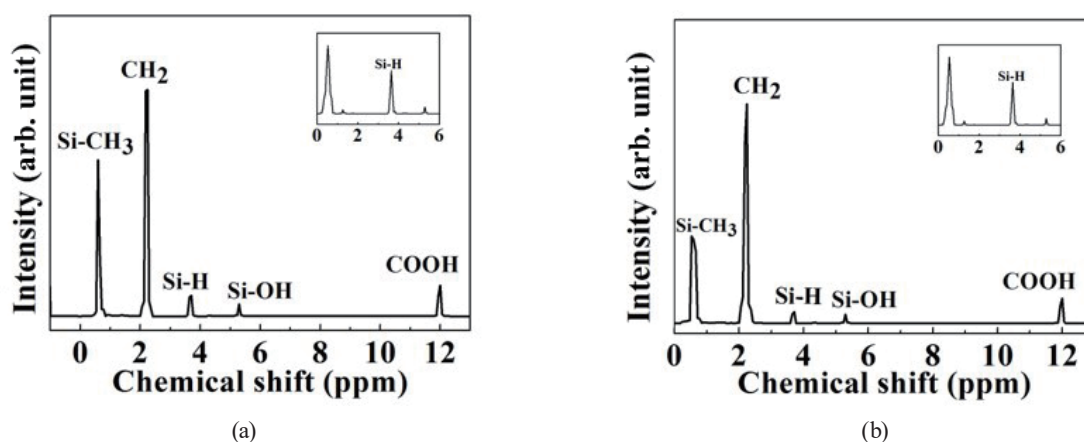 Intensity (arb. unit)
CH2
Si-CH3
Si-H
Si-OH
COOH
0 2 4 6 8 10 12
Chemical shift (ppm)
Si-H
0 2 4 6
(a)
Intensity (arb. unit)
CH2
Si-CH3
Si-H
Si-OH
COOH
0 2 4 6 8 10 12
Chemical shift (ppm)
Si-H
0 2 4 6
(b)